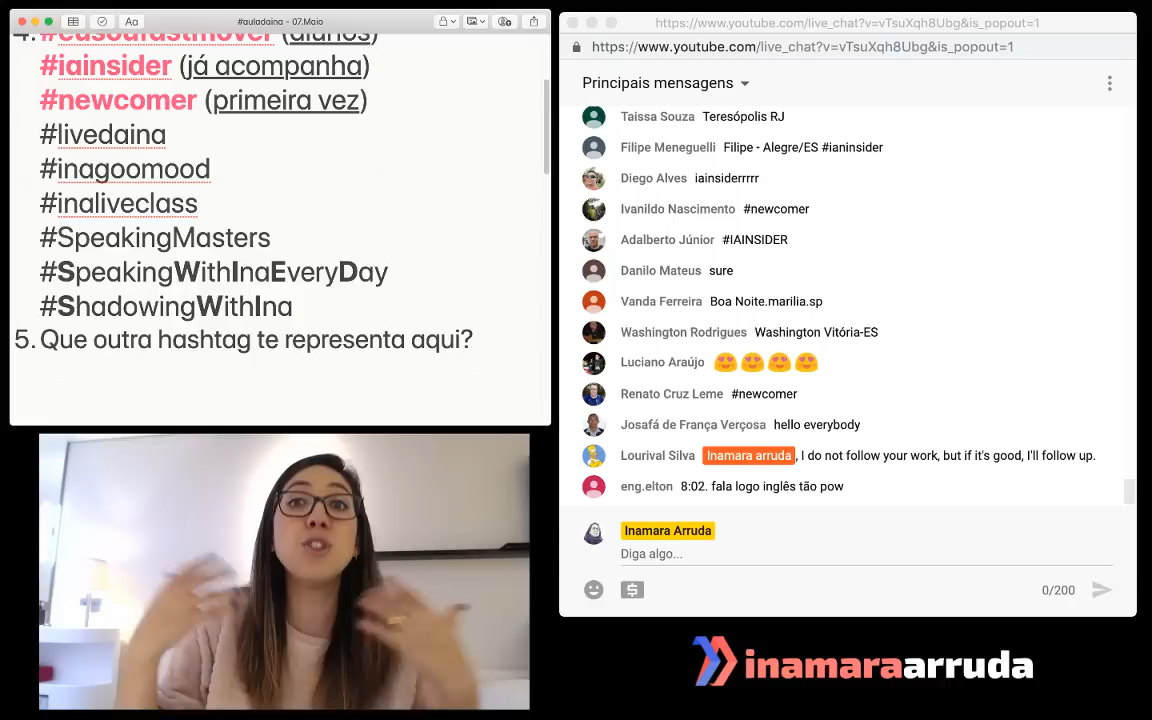 #auladaina - 07.Maio
4. #eusoufastmover (alunos)
#iainsider (já acompanha)
#newcomer (primeira vez)
#livedaina
#inagoomood
#inaliveclass
#SpeakingMasters
#SpeakingWithInaEveryDay
#ShadowingWithIna
5. Que outra hashtag te representa aqui?
https://www.youtube.com/live_chat?v=vTsuXqh8Ubg&is_popout=1
https://www.youtube.com/live_chat?v=vTsuXqh8Ubg&is_popout=1
Principais mensagens
Taissa Souza Teresópolis RJ
Filipe Meneguelli Filipe - Alegre/ES #ianinsider
Diego Alves iainsiderrrrr
Ivanildo Nascimento #newcomer
Adalberto Júnior #IAINSIDER
Danilo Mateus sure
Vanda Ferreira Boa Noite.marilia.sp
Washington Rodrigues Washington Vitória-ES
Luciano Araújo 😍 😍 😍 😍
Renato Cruz Leme #newcomer
Josafá de França Verçosa hello everybody
Lourival Silva Inamara arruda, I do not follow your work, but if it's good, I'll follow up.
eng.elton 8:02. fala logo inglês tão pow
Inamara Arruda
Diga algo...
0/200
inamaraarruda